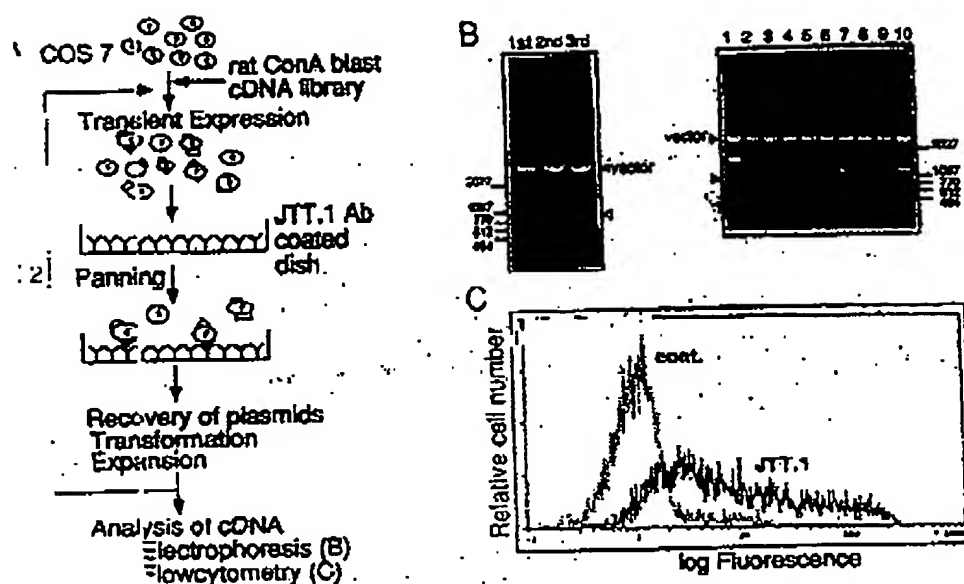 COS 7
rat ConA blast
cDNA library
Transient Expression
JTT.1 Ab
coated
dish.
Panning
Recovery of plasmids
Transformation
Expansion
Analysis of cDNA
lectrophoresis (B)
lowcytometry (C)
B
1st 2nd 3rd
vector
1 2 3 4 5 6 7 8 9 10
vector
C
Relative cell number
cont.
JTT.1
log Fluorescence